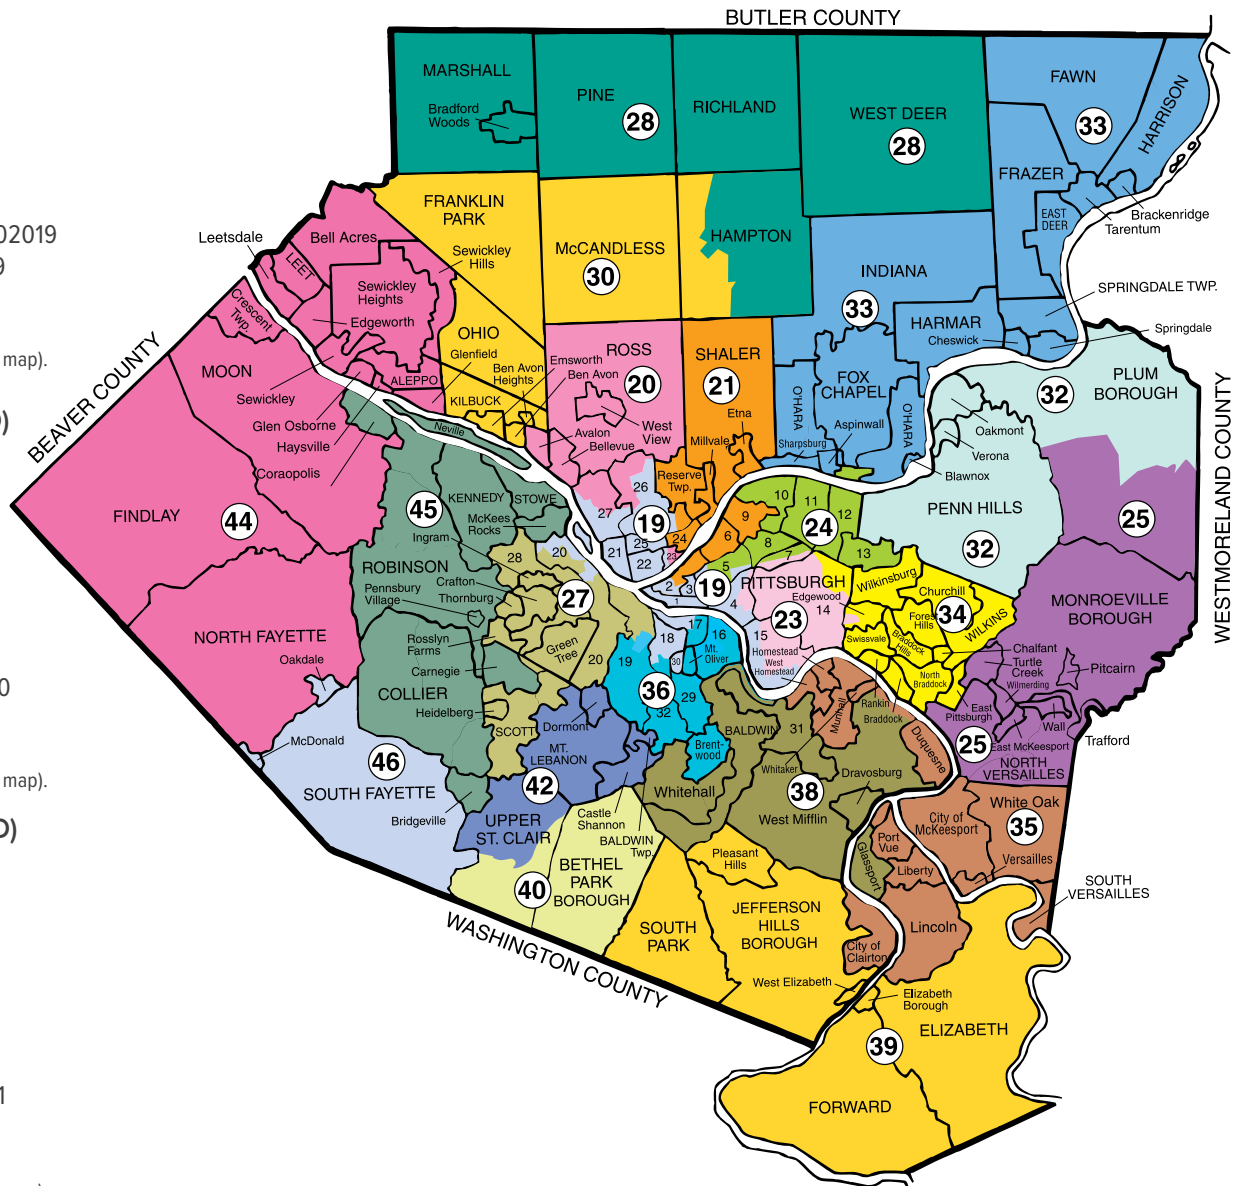 BUTLER COUNTY
MARSHALL
Bradford
Woods
PINE
28
RICHLAND
WEST DEER
28
FAWN
33
HARRISON
FRAZER
EAST
DEER
Brackenridge
Tarentum
02019
9
map).
)
0
map).
D)
1
Leetsdale
Bell Acres
LEET
FRANKLIN
PARK
Sewickley
Hills
McCANDLESS
30
HAMPTON
INDIANA
33
SPRINGDALE TWP.
Springdale
HARMAR
Cheswick
Crescent
Twp.
Sewickley
Heights
Edgeworth
OHIO
Glenfield
Ben Avon
Heights
Emsworth
Ben Avon
ROSS
20
SHALER
21
Etna
FOX
CHAPEL
O'HARA
O'HARA
Aspinwall
Sharpsburg
32
PLUM
BOROUGH
BEAVER COUNTY
MOON
Sewickley
ALEPPO
KILBUCK
Glen Osborne
Haysville
Coraopolis
Neville
Avalon
Bellevue
West
View
Millvale
Reserve
Twp.
Oakmont
Verona
Blawnox
WESTMORELAND COUNTY
FINDLAY
44
45
KENNEDY
STOWE
McKees
Rocks
Ingram
26
27
19
25
24
23
21
22
20
28
10
11
12
9
6
8
7
5
24
13
PENN HILLS
32
25
ROBINSON
Crafton
Thornburg
Pennsbury
Village
27
2
3
19
1
4
PITTSBURGH
Edgewood
14
23
15
Wilkinsburg
Churchill
Forest
Hills
34
WILKINS
MONROEVILLE
BOROUGH
NORTH FAYETTE
Oakdale
Rosslyn
Farms
Carnegie
Green
Tree
20
19
18
17
16
30
Mt.
Oliver
Homestead
West
Homestead
Swissvale
Braddock
Hills
North
Braddock
Chalfant
Turtle
Creek
Wilmerding
Pitcairn
COLLIER
Heidelberg
SCOTT
36
32
29
Munhall
Rankin
Braddock
East
Pittsburgh
Wall
Trafford
East McKeesport
25
NORTH
VERSAILLES
McDonald
46
SOUTH FAYETTE
Bridgeville
Dormont
MT.
LEBANON
42
Brent-
wood
BALDWIN
31
Whitaker
Dravosburg
Duquesne
Whitehall
38
West Mifflin
UPPER
ST. CLAIR
Castle
Shannon
BALDWIN
Twp.
White Oak
35
City of
McKeesport
Versailles
Port
Vue
Liberty
Glassport
SOUTH
VERSAILLES
40
BETHEL
PARK
BOROUGH
Pleasant
Hills
SOUTH
PARK
JEFFERSON
HILLS
BOROUGH
Lincoln
City of
Clairton
WASHINGTON COUNTY
West Elizabeth
Elizabeth
Borough
ELIZABETH
39
FORWARD